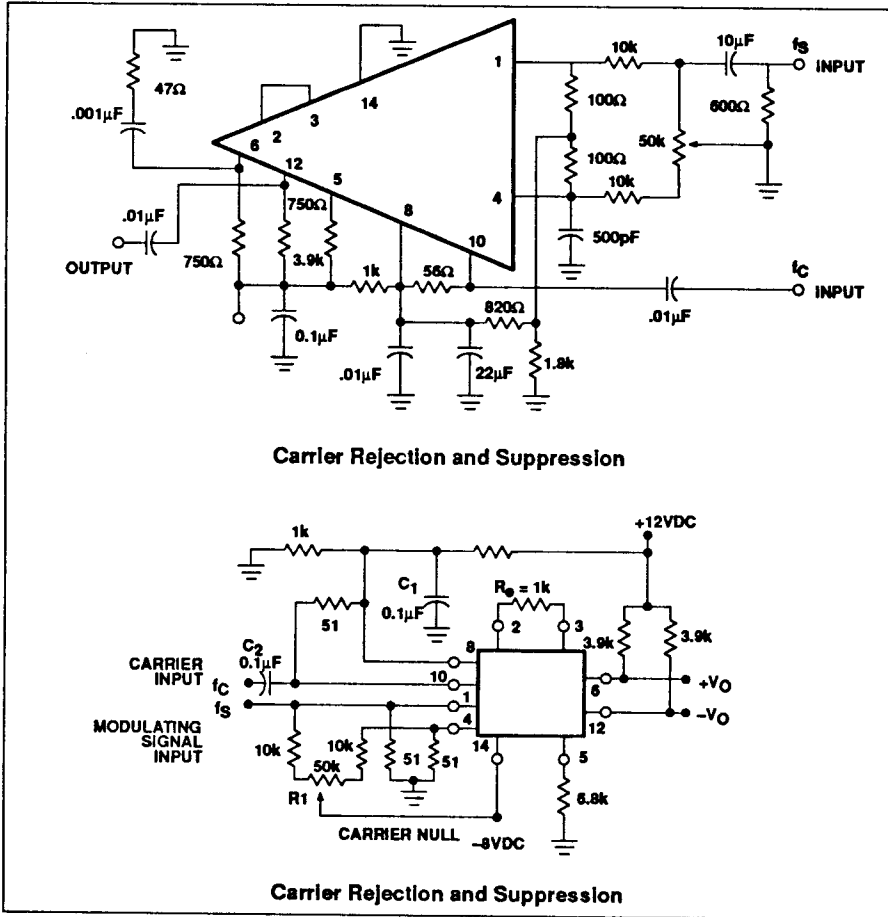 47Ω
.001μF
6
2
3
14
12
5
8
10
1
4
10k
10μF
fS
INPUT
100Ω
600Ω
50k
100Ω
10k
500pF
.01μF
OUTPUT
750Ω
750Ω
3.9k
1k
56Ω
820Ω
fC
INPUT
.01μF
0.1μF
.01μF
22μF
1.8k
Carrier Rejection and Suppression
+12VDC
1k
C1
0.1μF
Re = 1k
51
2
3
3.9k
3.9k
C2
0.1μF
CARRIER
INPUT
fC
fS
8
10
1
4
14
6
12
5
+VO
–VO
MODULATING
SIGNAL
INPUT
10k
10k
50k
51
51
R1
6.8k
CARRIER NULL
–8VDC
Carrier Rejection and Suppression